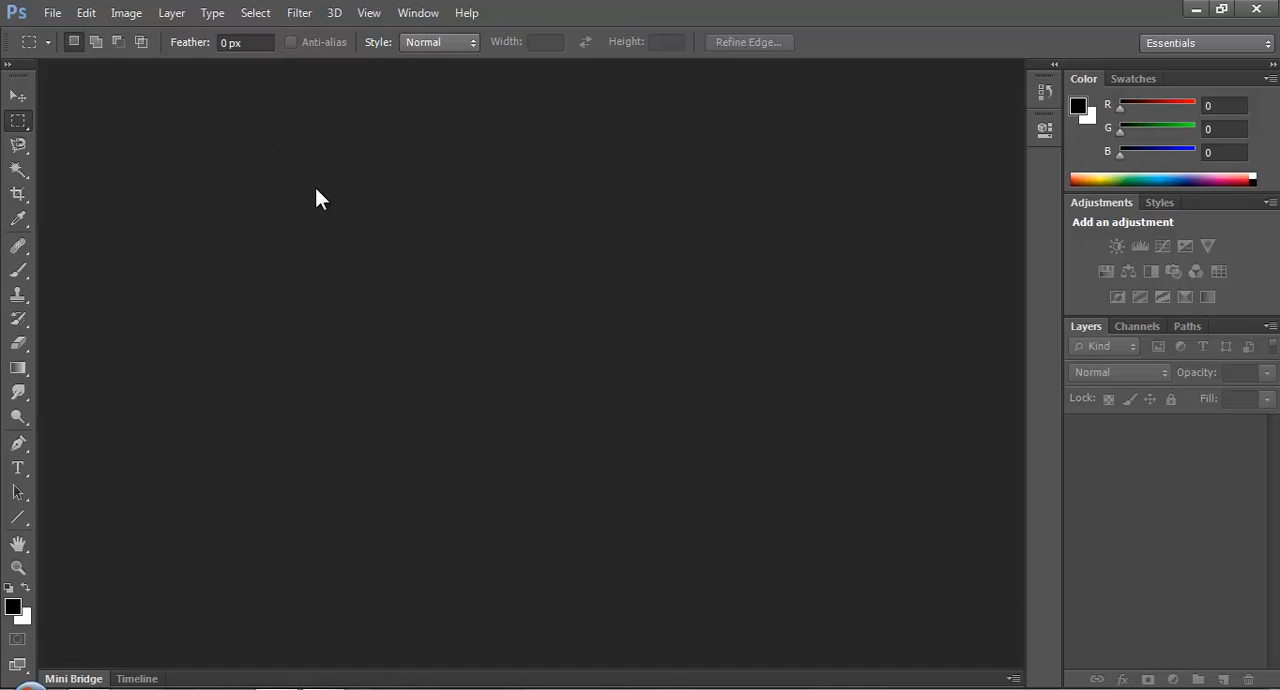 Ps File Edit Image Layer Type Select Filter 3D View Window Help
Feather: 0 px Anti-alias Style: Normal Width: Height: Refine Edge... Essentials
Color Swatches
R 0
G 0
B 0
Adjustments Styles
Add an adjustment
Layers Channels Paths
Kind T
Normal Opacity:
Lock: Fill:
T
fx
Mini Bridge Timeline